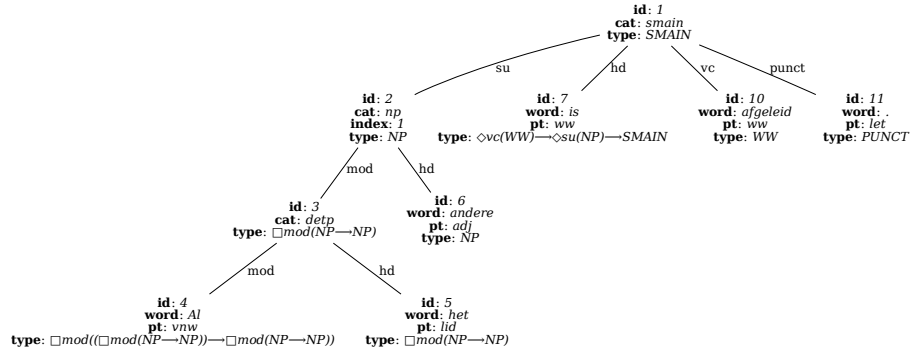 id: 1
cat: smain
type: SMAIN
su
hd
vc
punct
id: 2
cat: np
index: 1
type: NP
id: 7
word: is
pt: ww
type: ◇vc(WW)⟶◇su(NP)⟶SMAIN
id: 10
word: afgeleid
pt: ww
type: WW
id: 11
word: .
pt: let
type: PUNCT
mod
hd
id: 3
cat: detp
type: □mod(NP⟶NP)
id: 6
word: andere
pt: adj
type: NP
mod
hd
id: 4
word: Al
pt: vnw
type: □mod((□mod(NP⟶NP))⟶□mod(NP⟶NP))
id: 5
word: het
pt: lid
type: □mod(NP⟶NP)